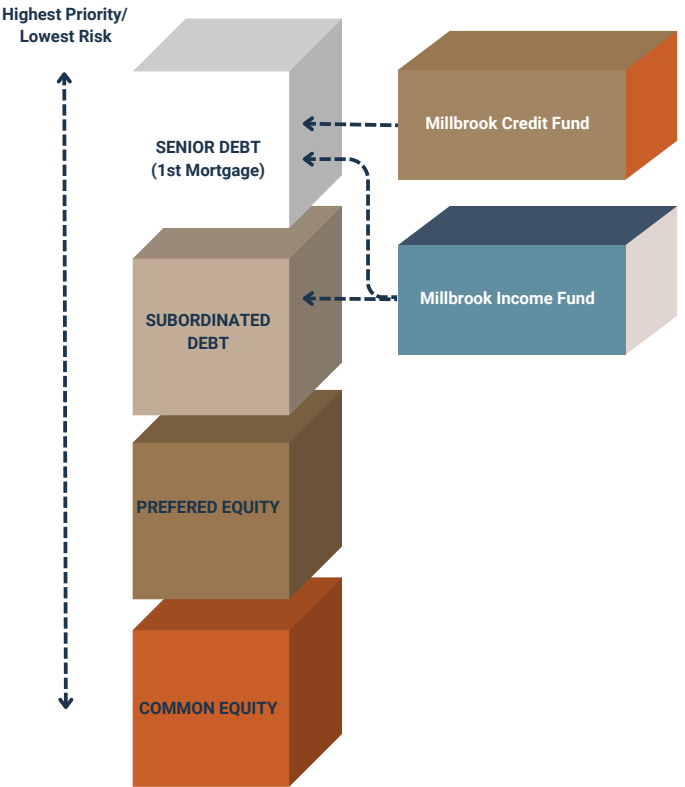 Highest Priority/
Lowest Risk
SENIOR DEBT
(1st Mortgage)
Millbrook Credit Fund
SUBORDINATED
DEBT
Millbrook Income Fund
PREFERED EQUITY
COMMON EQUITY